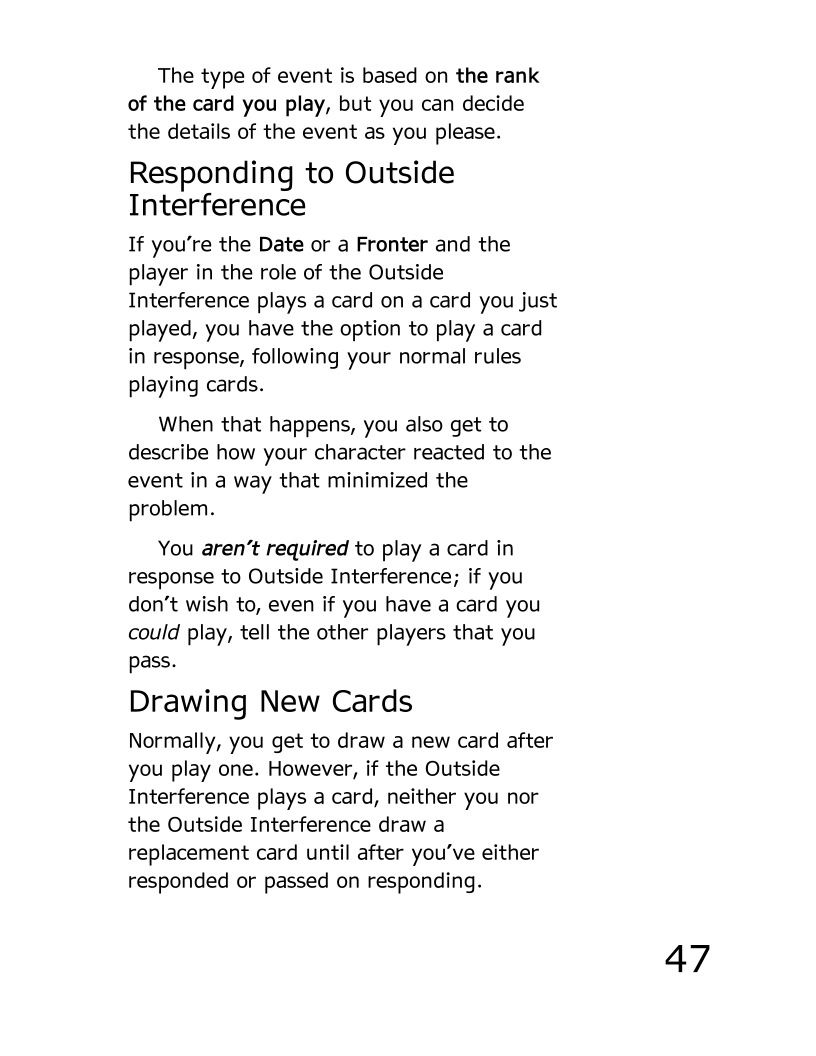 The type of event is based on the rank
of the card you play, but you can decide
the details of the event as you please.
Responding to Outside
Interference
If you’re the Date or a Fronter and the
player in the role of the Outside
Interference plays a card on a card you just
played, you have the option to play a card
in response, following your normal rules
playing cards.
When that happens, you also get to
describe how your character reacted to the
event in a way that minimized the
problem.
You aren’t required to play a card in
response to Outside Interference; if you
don’t wish to, even if you have a card you
could play, tell the other players that you
pass.
Drawing New Cards
Normally, you get to draw a new card after
you play one. However, if the Outside
Interference plays a card, neither you nor
the Outside Interference draw a
replacement card until after you’ve either
responded or passed on responding.
47